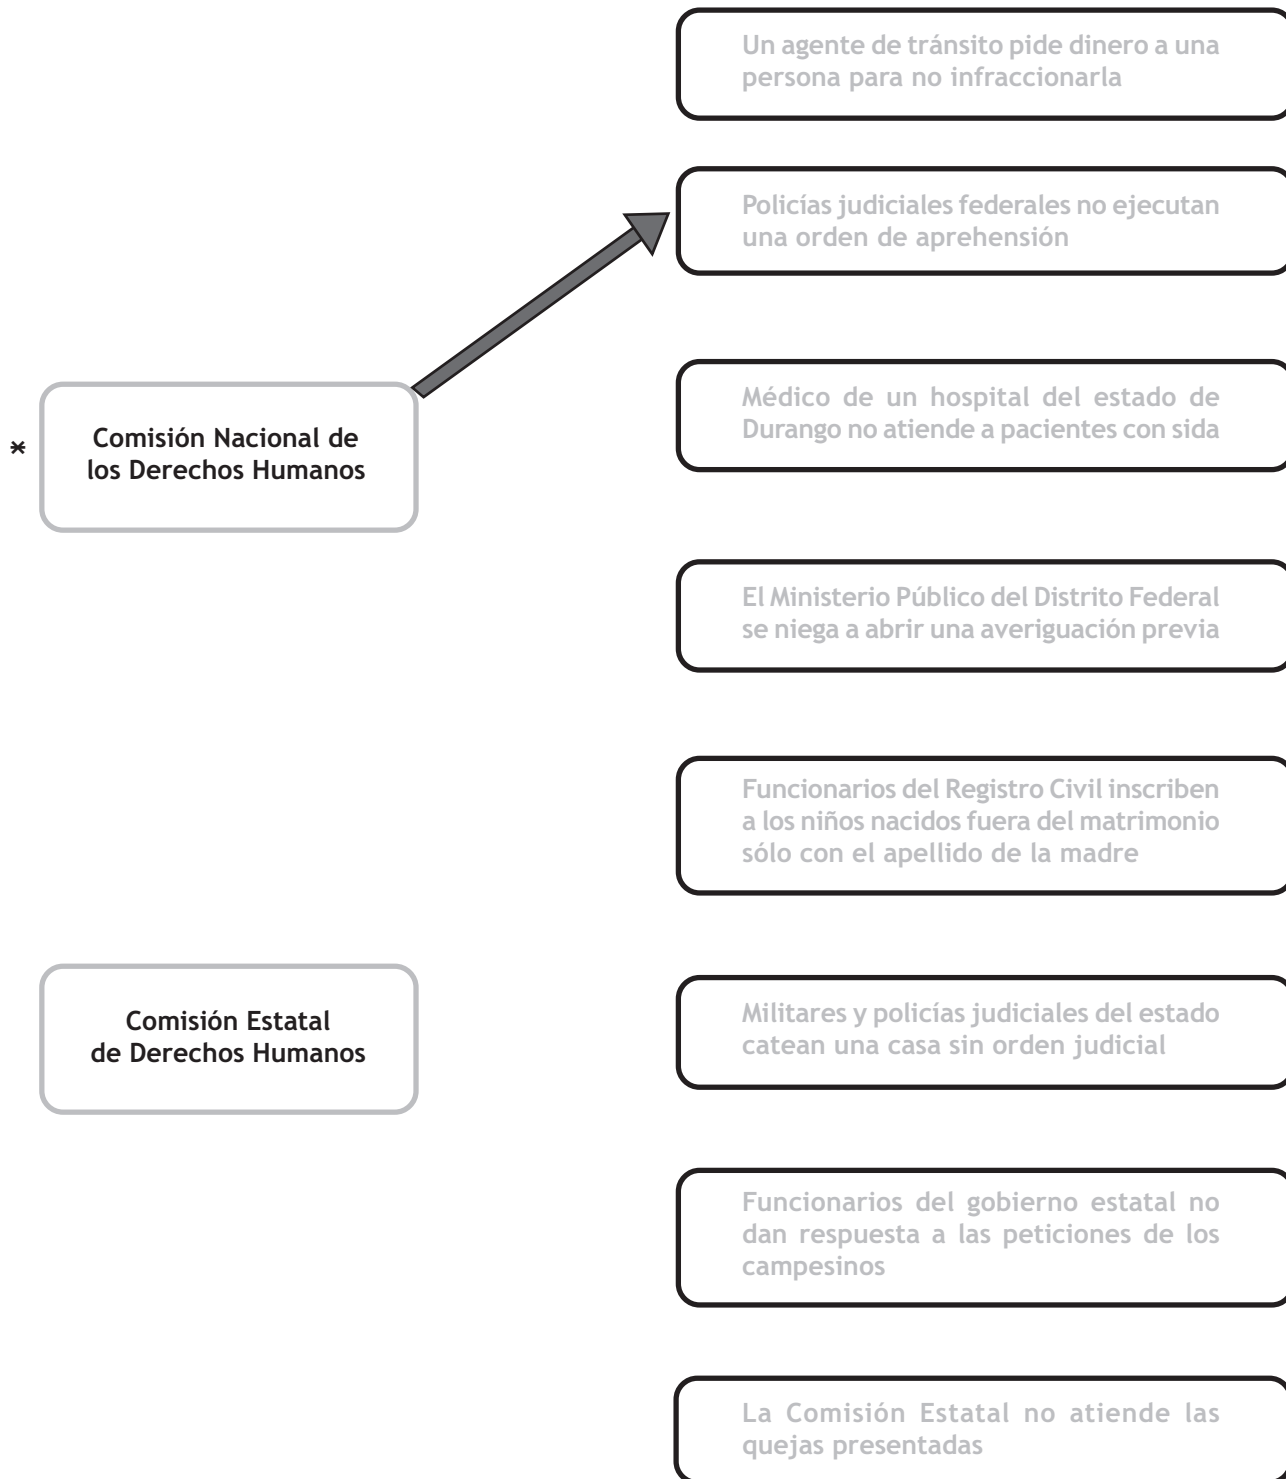 Un agente de tránsito pide dinero a una
persona para no infraccionarla
Policías judiciales federales no ejecutan
una orden de aprehensión
Médico de un hospital del estado de
Durango no atiende a pacientes con sida
*
Comisión Nacional de
los Derechos Humanos
El Ministerio Público del Distrito Federal
se niega a abrir una averiguación previa
Funcionarios del Registro Civil inscriben
a los niños nacidos fuera del matrimonio
sólo con el apellido de la madre
Comisión Estatal
de Derechos Humanos
Militares y policías judiciales del estado
catean una casa sin orden judicial
Funcionarios del gobierno estatal no
dan respuesta a las peticiones de los
campesinos
La Comisión Estatal no atiende las
quejas presentadas